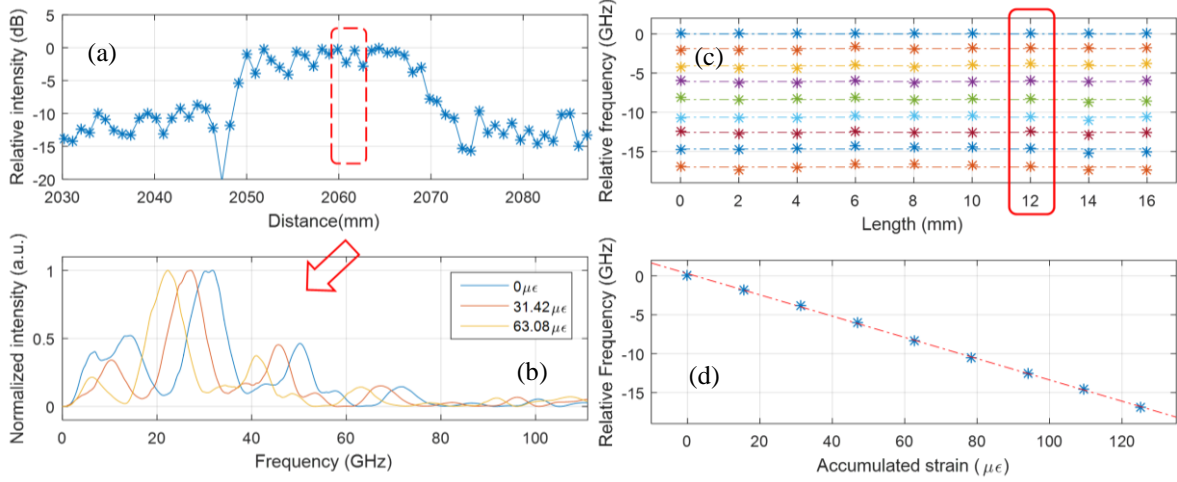 Relative intensity (dB)
5
0
-5
-10
-15
-20
(a)
2030 2040 2050 2060 2070 2080
Distance(mm)
Relative frequency (GHz)
0
-5
-10
-15
(c)
0 2 4 6 8 10 12 14 16
Length (mm)
Normalized intensity (a.u.)
1
0.5
0
0με
31.42με
63.08με
(b)
0 20 40 60 80 100
Frequency (GHz)
Relative Frequency (GHz)
0
-5
-10
-15
(d)
0 20 40 60 80 100 120
Accumulated strain (με)